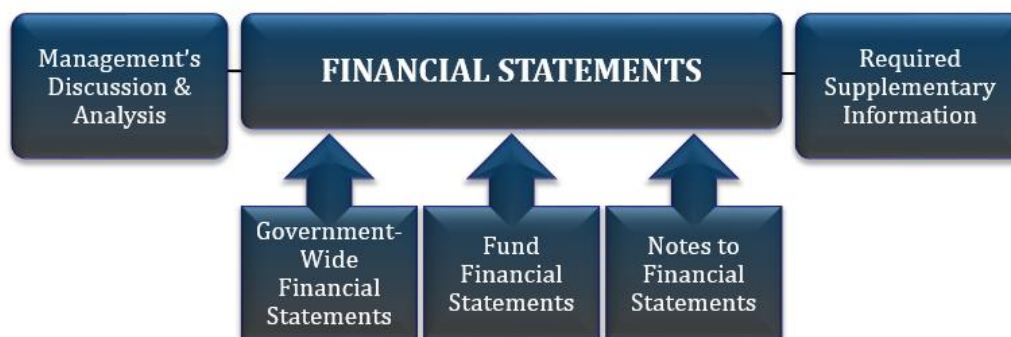 Management's
Discussion &
Analysis
FINANCIAL STATEMENTS
Required
Supplementary
Information
Government-
Wide
Financial
Statements
Fund
Financial
Statements
Notes to
Financial
Statements